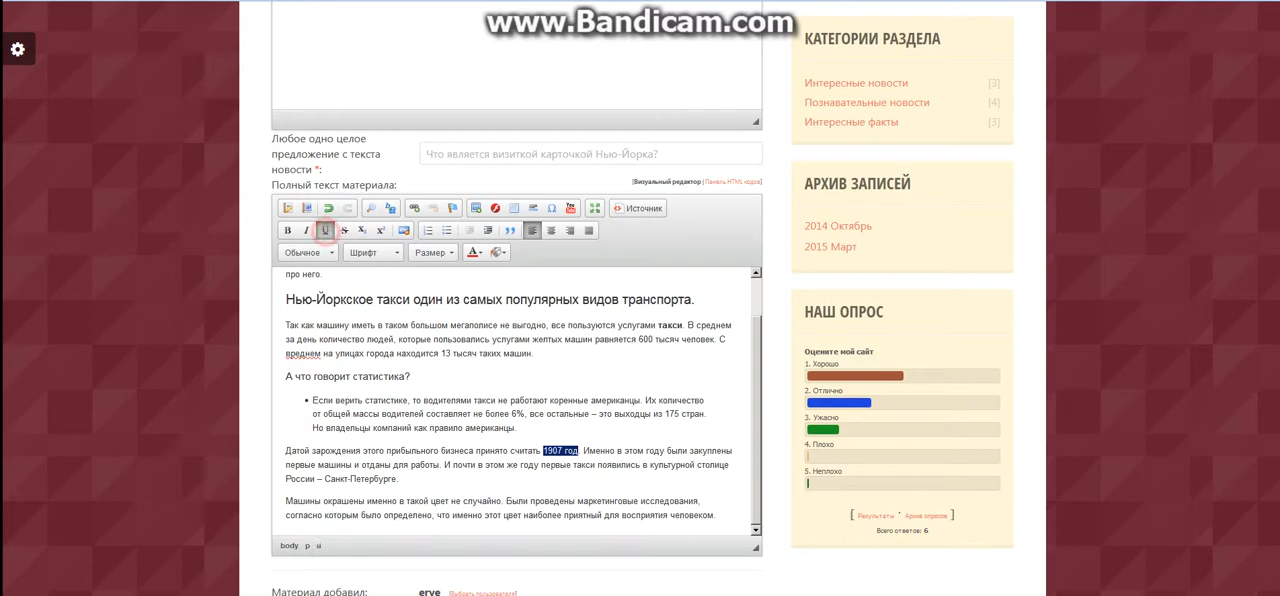 www.Bandicam.com
КАТЕГОРИИ РАЗДЕЛА
Интересные новости [3]
Познавательные новости [4]
Интересные факты [3]
АРХИВ ЗАПИСЕЙ
2014 Октябрь
2015 Март
НАШ ОПРОС
Оцените мой сайт
1. Хорошо
2. Отлично
3. Ужасно
4. Плохо
5. Неплохо
[ Результаты · Архив опросов ]
Всего ответов: 6
Любое одно целое
предложение с текста
новости *:
Что является визиткой карточкой Нью-Йорка?
Полный текст материала:
[Визуальный редактор | Панель HTML кодов]
Источник
B I U S X₂ X²
Обычное Шрифт Размер A
про него.
Нью-Йоркское такси один из самых популярных видов транспорта.
Так как машину иметь в таком большом мегаполисе не выгодно, все пользуются услугами такси. В среднем
за день количество людей, которые пользовались услугами желтых машин равняется 600 тысяч человек. С
вреднем на улицах города находится 13 тысяч таких машин.
А что говорит статистика?
• Если верить статистике, то водителями такси не работают коренные американцы. Их количество
от общей массы водителей составляет не более 6%, все остальные – это выходцы из 175 стран.
Но владельцы компаний как правило американцы.
Датой зарождения этого прибыльного бизнеса принято считать 1907 год. Именно в этом году были закуплены
первые машины и отданы для работы. И почти в этом же году первые такси появились в культурной столице
России – Санкт-Петербурге.
Машины окрашены именно в такой цвет не случайно. Были проведены маркетинговые исследования,
согласно которым было определено, что именно этот цвет наиболее приятный для восприятия человеком.
body p u
Материал добавил: erve [Выбрать пользователя]